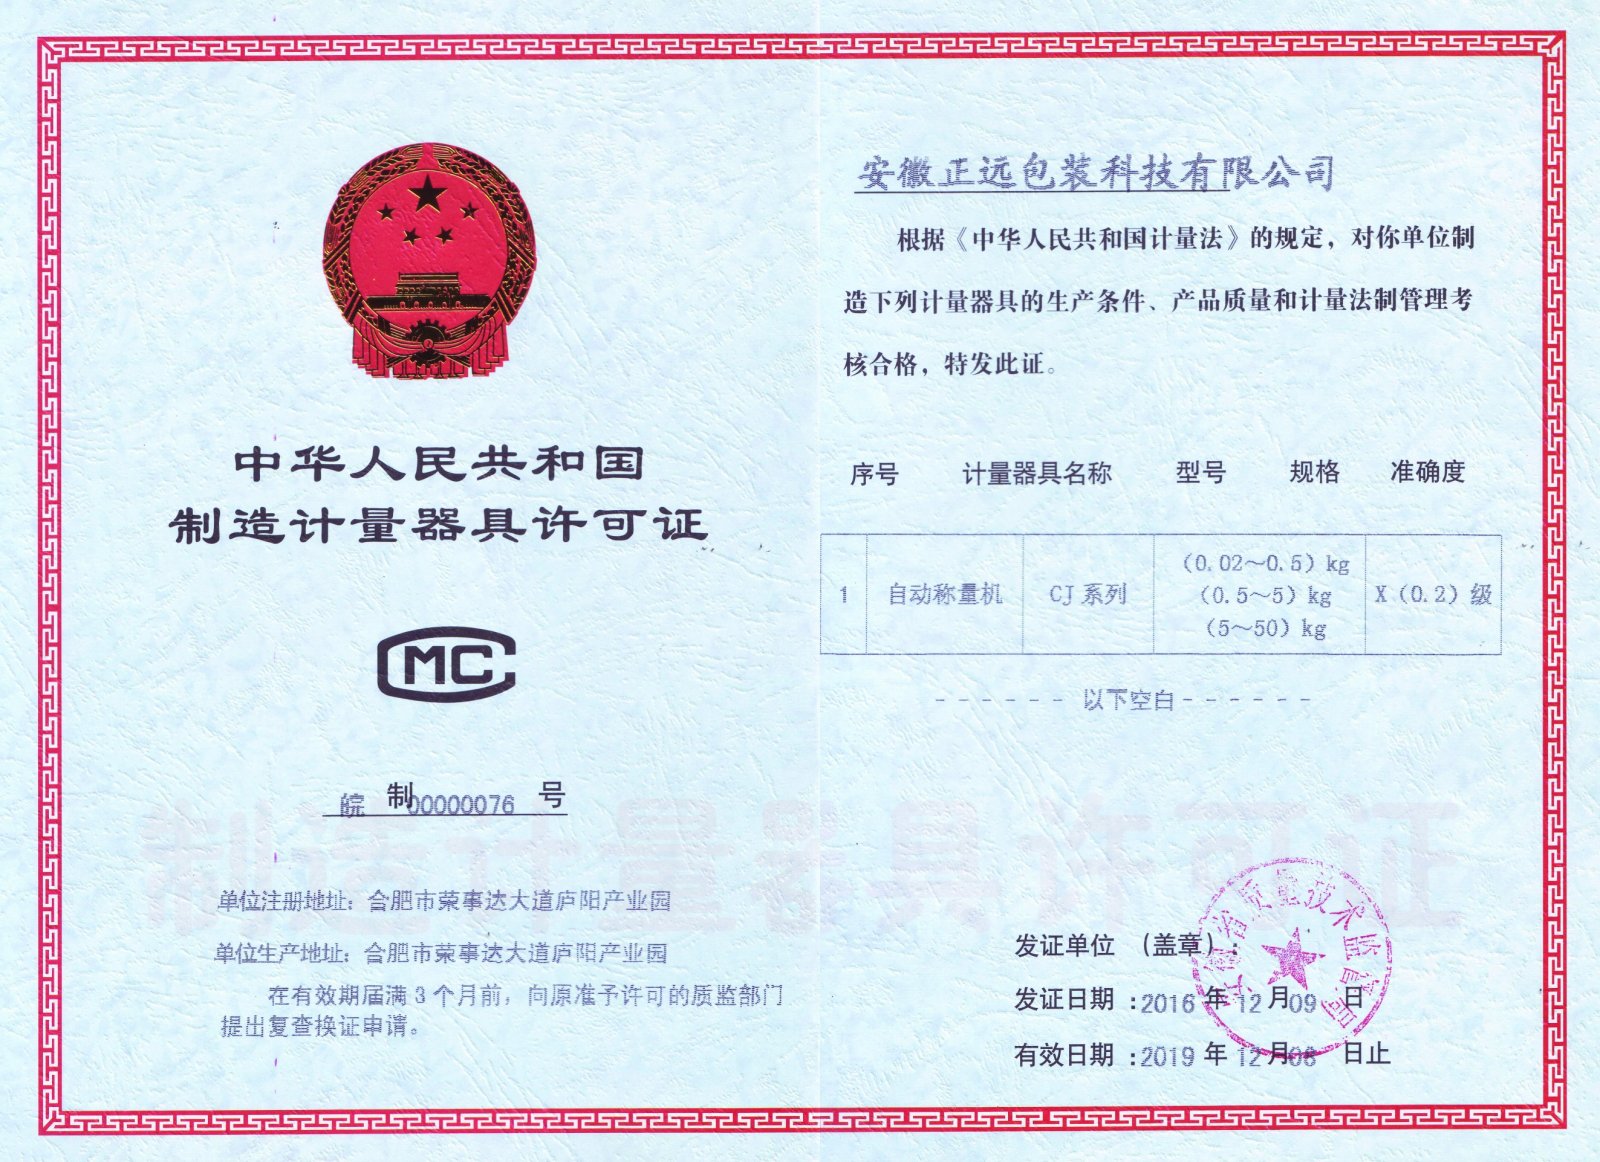 中华人民共和国
制造计量器具许可证
CMC
皖 制00000076 号
单位注册地址：合肥市荣事达大道庐阳产业园
单位生产地址：合肥市荣事达大道庐阳产业园
在有效期届满3个月前，向原准予许可的质监部门
提出复查换证申请。
安徽正远包装科技有限公司
根据《中华人民共和国计量法》的规定，对你单位制
造下列计量器具的生产条件、产品质量和计量法制管理考
核合格，特发此证。
序号 计量器具名称 型号 规格 准确度
1 自动称量机 CJ系列 (0.02～0.5) kg X (0.2) 级
(0.5～5) kg
(5～50) kg
------以下空白------
发证单位 （盖章）:
发证日期 :2016 年 12 月09 日
有效日期 :2019 年 12 月 日止
省质量技术监督局
制造计量器具许可证